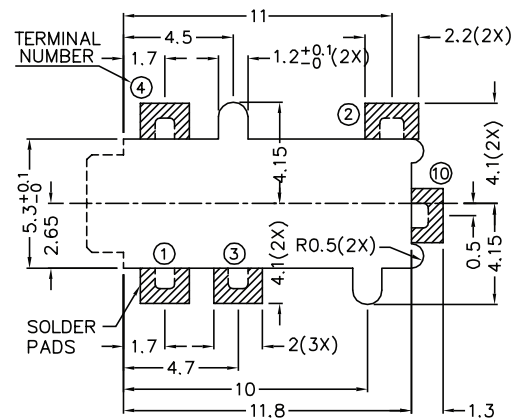 11
TERMINAL
NUMBER
4.5
2.2(2X)
1.7
1.2+0.1 -0 (2X)
4
2
4.15
4.1(2X)
10
5.3+0.1 -0
2.65
R0.5(2X)
0.5
4.15
1
3
4.1(2X)
SOLDER
PADS
1.7
2(3X)
4.7
10
11.8
1.3